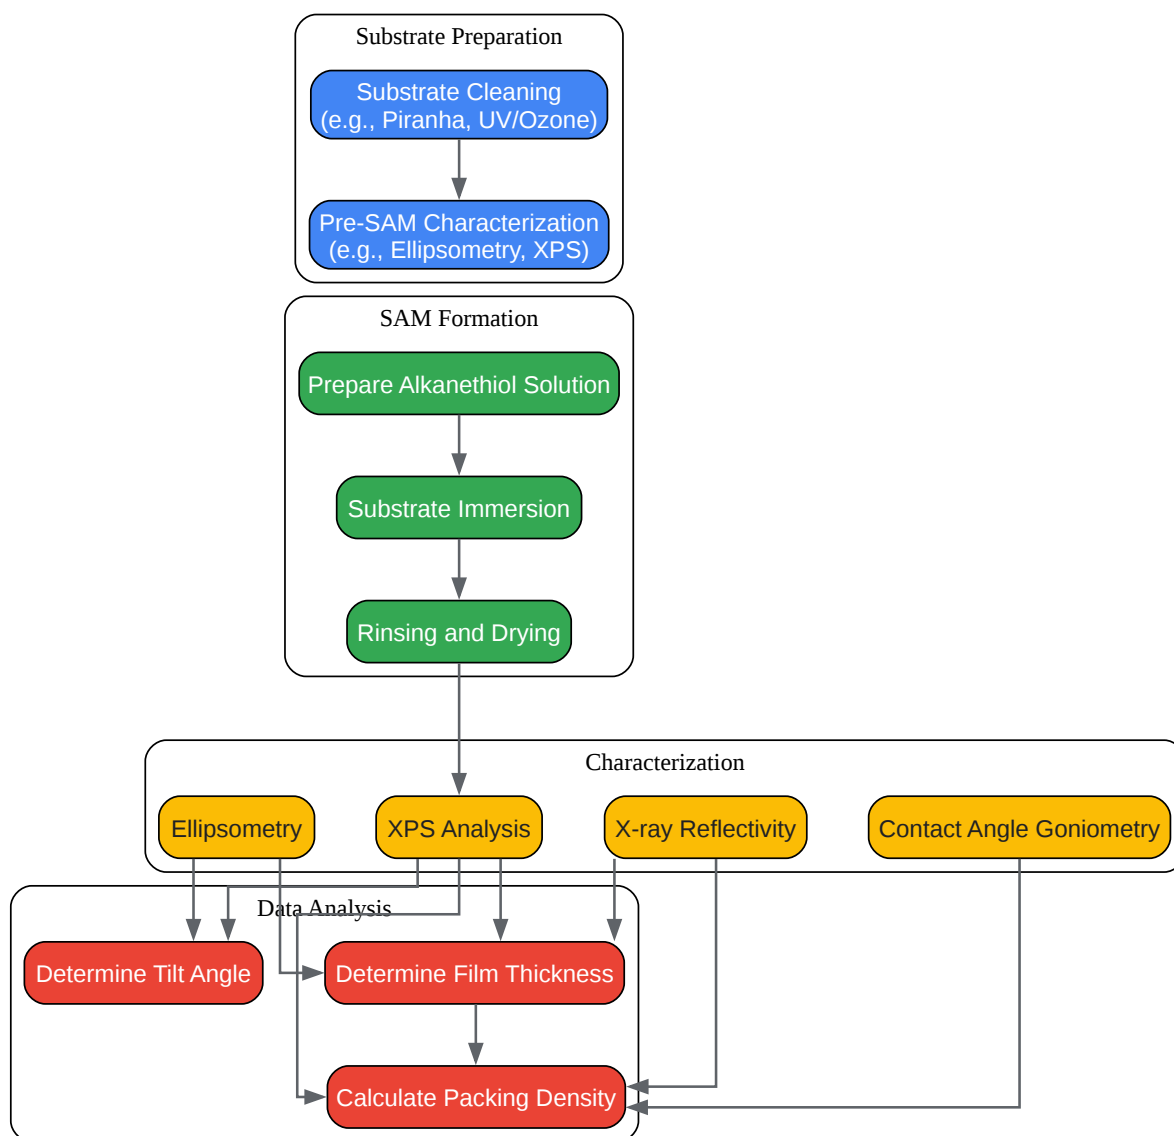 Substrate Preparation
Substrate Cleaning
(e.g., Piranha, UV/Ozone)
Pre-SAM Characterization
(e.g., Ellipsometry, XPS)
SAM Formation
Prepare Alkanethiol Solution
Substrate Immersion
Rinsing and Drying
Characterization
Ellipsometry
XPS Analysis
X-ray Reflectivity
Contact Angle Goniometry
Data Analysis
Determine Tilt Angle
Determine Film Thickness
Calculate Packing Density